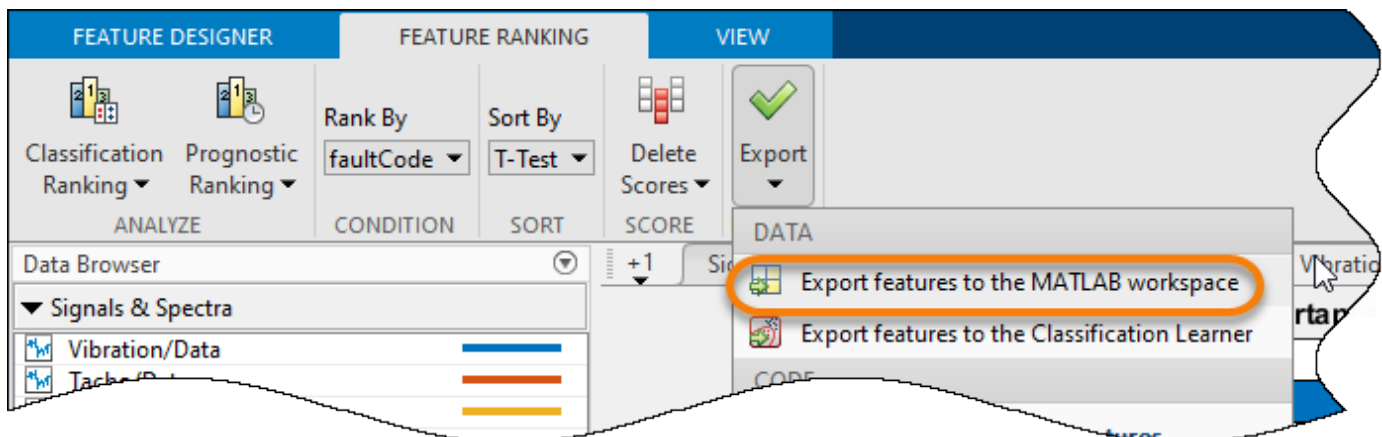 FEATURE DESIGNER FEATURE RANKING VIEW
Rank By Sort By
Classification Prognostic faultCode T-Test Delete Export
Ranking Ranking Scores
ANALYZE CONDITION SORT SCORE
DATA
Data Browser +1
Export features to the MATLAB workspace
Signals & Spectra
Export features to the Classification Learner
Vibration/Data
CODE